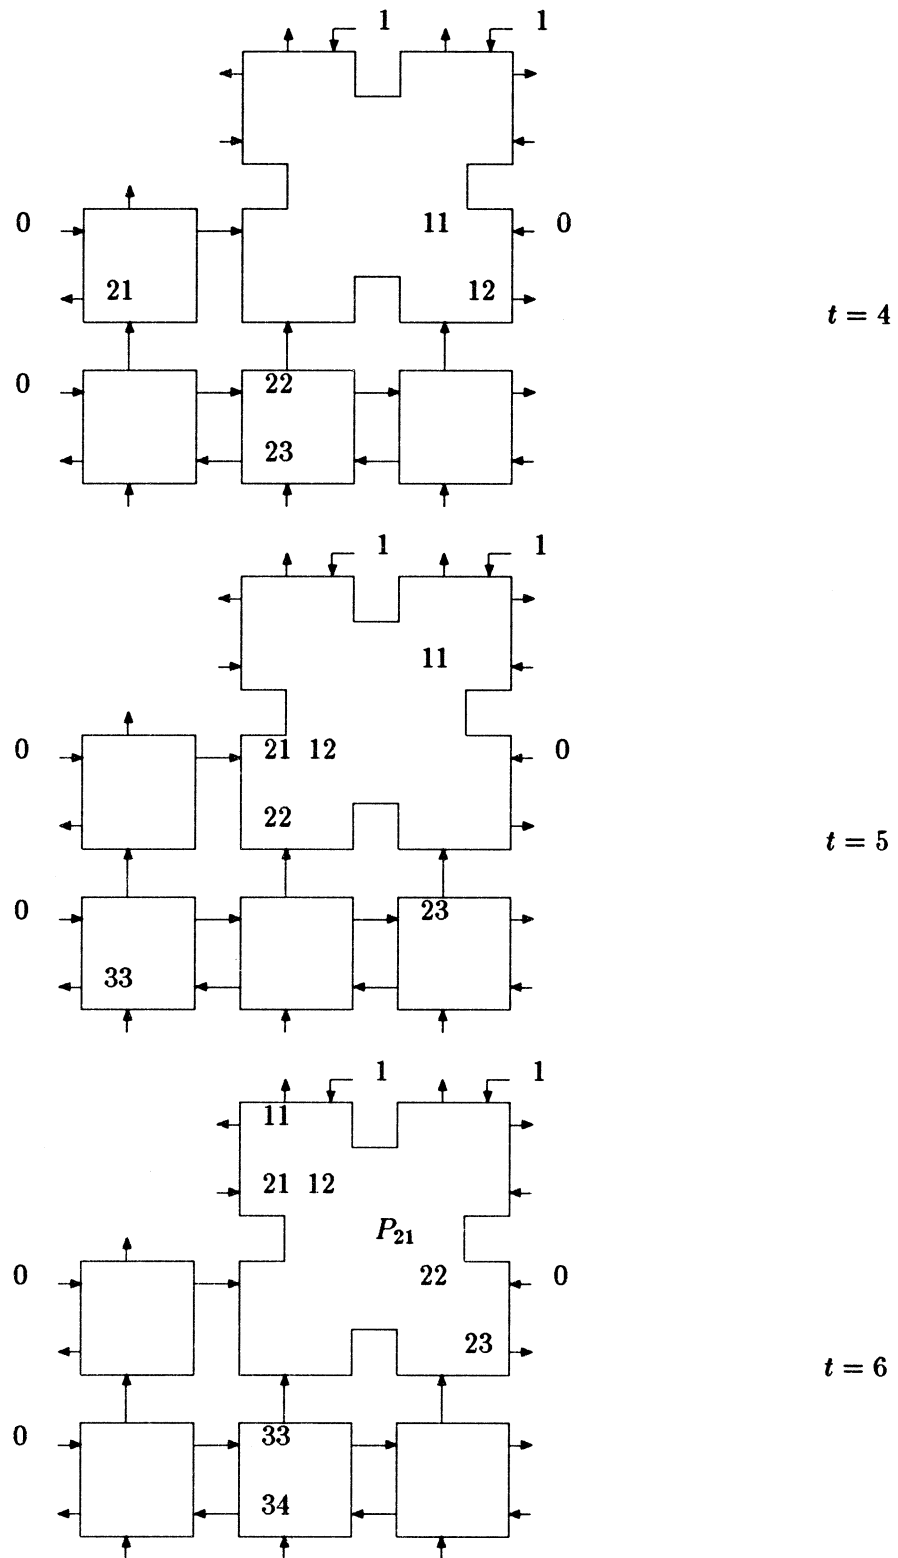 1 1
0 11 0
21 12 t = 4
0 22
23
1 1
11
0 21 12 0
22 t = 5
0 23
33
1 1
11
21 12
P₂₁
0 22 0
23 t = 6
0 33
34